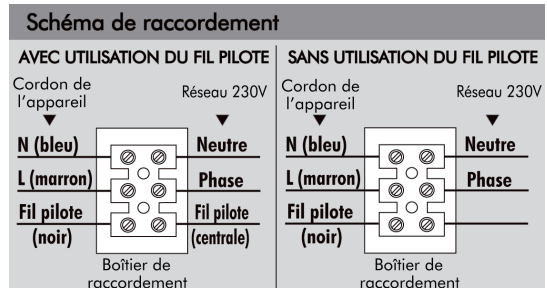 Schéma de raccordement
AVEC UTILISATION DU FIL PILOTE
Cordon de
l'appareil
Réseau 230V
N (bleu)
Neutre
L (marron)
Phase
Fil pilote
(noir)
Fil pilote
(centrale)
Boîtier de
raccordement
SANS UTILISATION DU FIL PILOTE
Cordon de
l'appareil
Réseau 230V
N (bleu)
Neutre
L (marron)
Phase
Fil pilote
(noir)
Boîtier de
raccordement